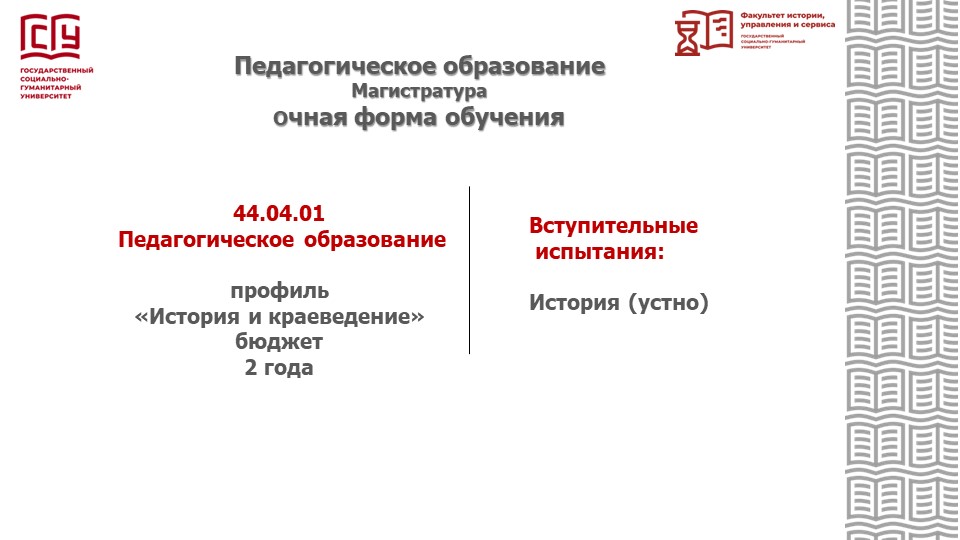 ГСГУ
ГОСУДАРСТВЕННЫЙ
СОЦИАЛЬНО-
ГУМАНИТАРНЫЙ
УНИВЕРСИТЕТ
Факультет истории,
управления и сервиса
ГОСУДАРСТВЕННЫЙ
СОЦИАЛЬНО-ГУМАНИТАРНЫЙ
УНИВЕРСИТЕТ
Педагогическое образование
Магистратура
Очная форма обучения
44.04.01
Педагогическое образование
профиль
«История и краеведение»
бюджет
2 года
Вступительные
испытания:
История (устно)